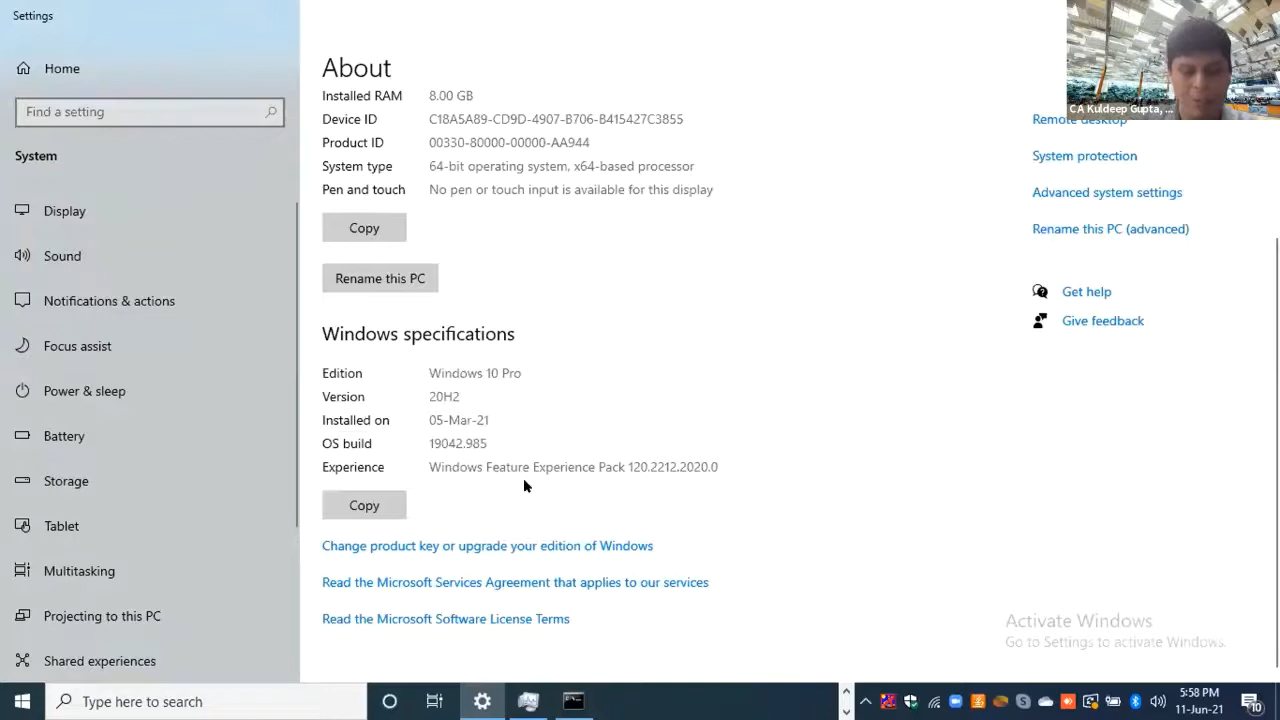 Settings
Home
Find a setting
System
Display
Sound
Notifications & actions
Focus assist
Power & sleep
Battery
Storage
Tablet
Multitasking
Projecting to this PC
Shared experiences
About
Installed RAM 8.00 GB
Device ID C18A5A89-CD9D-4907-B706-B415427C3855
Product ID 00330-80000-00000-AA944
System type 64-bit operating system, x64-based processor
Pen and touch No pen or touch input is available for this display
Copy
Rename this PC
Windows specifications
Edition Windows 10 Pro
Version 20H2
Installed on 05-Mar-21
OS build 19042.985
Experience Windows Feature Experience Pack 120.2212.2020.0
Copy
Change product key or upgrade your edition of Windows
Read the Microsoft Services Agreement that applies to our services
Read the Microsoft Software License Terms
CA Kuldeep Gupta, ...
Remote desktop
System protection
Advanced system settings
Rename this PC (advanced)
Get help
Give feedback
Activate Windows
Go to Settings to activate Windows.
Type here to search
5:58 PM
11-Jun-21
10